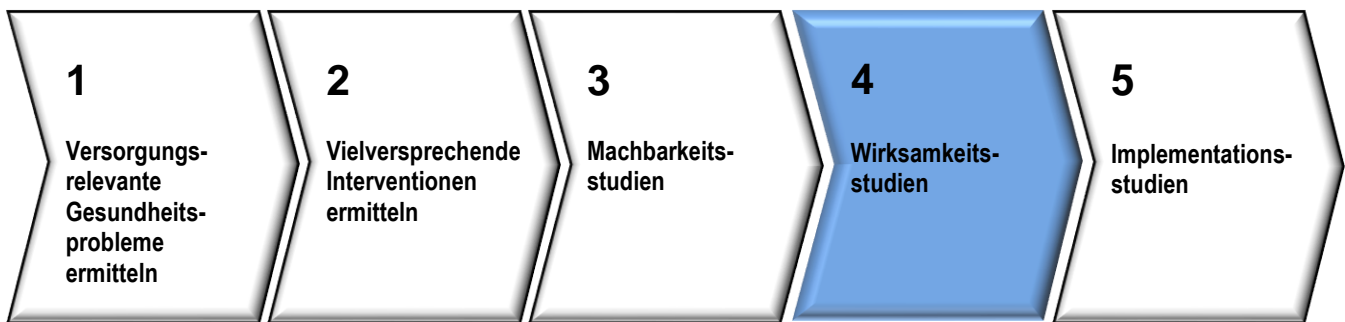 1
Versorgungs-
relevante
Gesundheits-
probleme
ermitteln
2
Vielversprechende
Interventionen
ermitteln
3
Machbarkeits-
studien
4
Wirksamkeits-
studien
5
Implementations-
studien